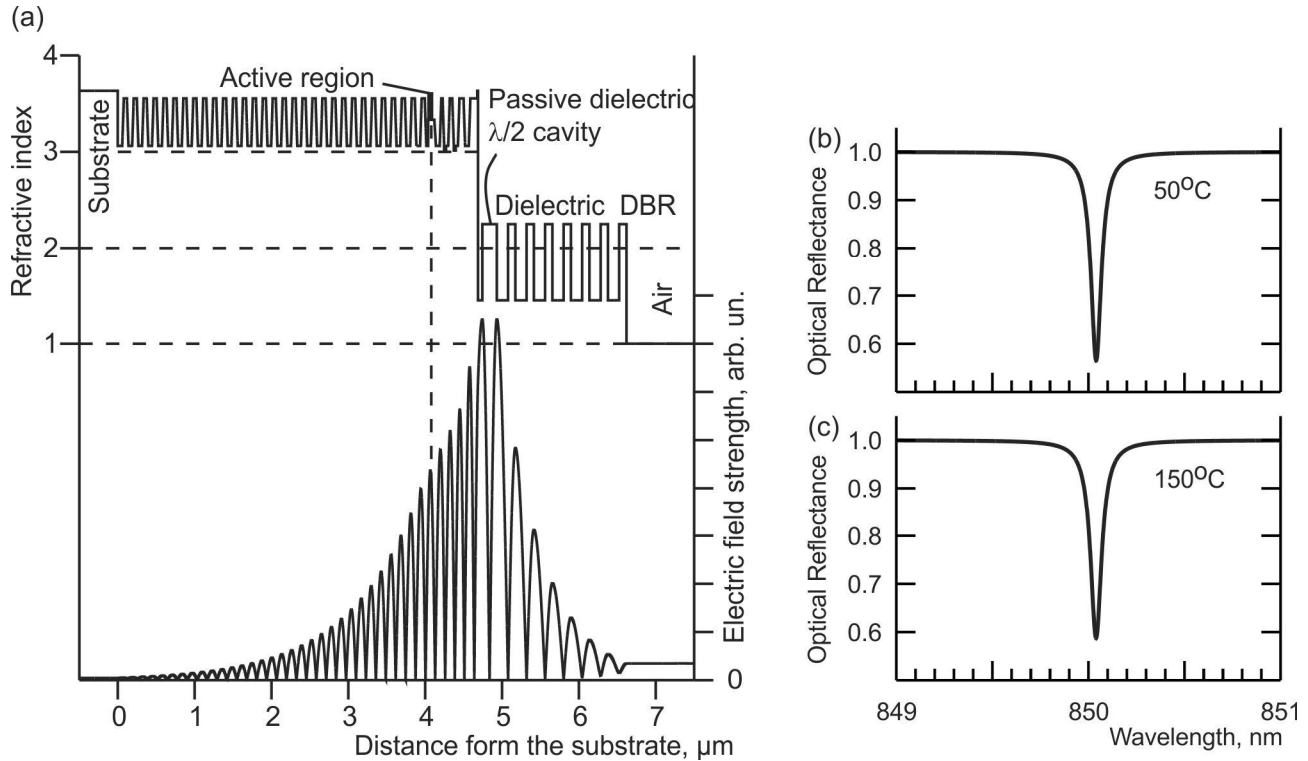 (a)
4
3
2
1
Refractive index
Substrate
Active region
Passive dielectric
λ/2 cavity
Dielectric DBR
Air
Electric field strength, arb. un.
0
0 1 2 3 4 5 6 7
Distance form the substrate, μm
(b)
1.0
0.9
0.8
0.7
0.6
Optical Reflectance
50°C
(c)
1.0
0.9
0.8
0.7
0.6
Optical Reflectance
150°C
849 850 851
Wavelength, nm